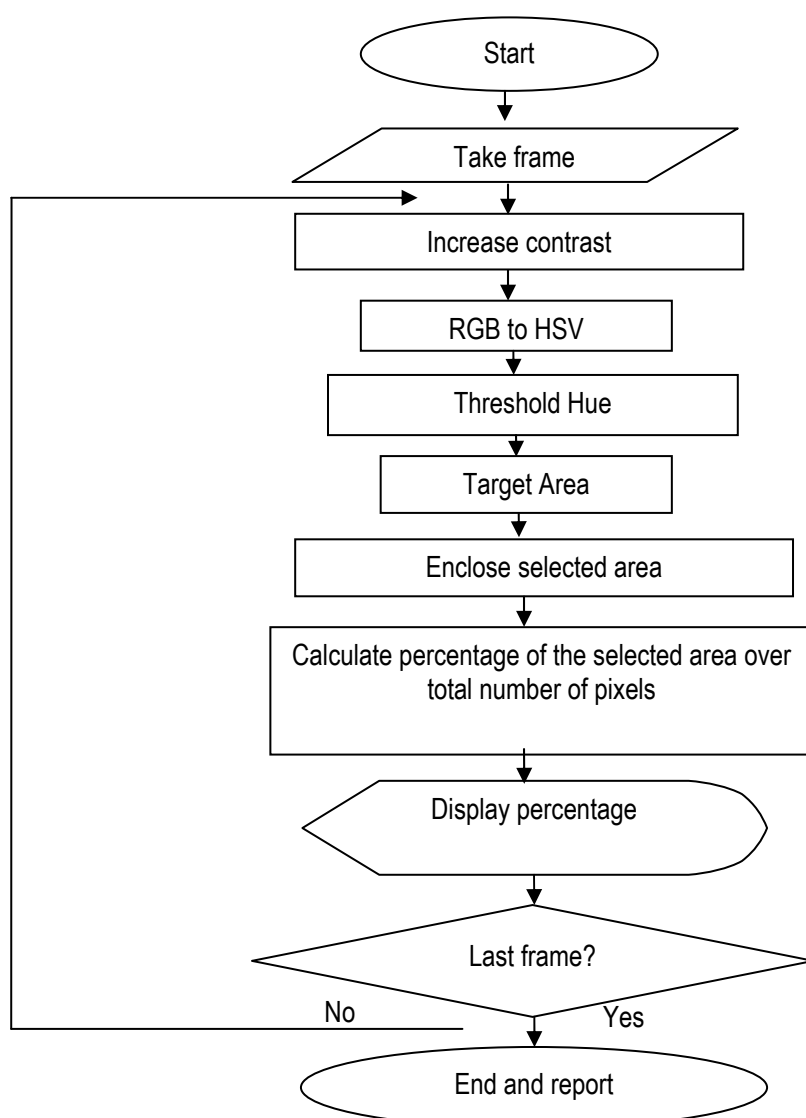 Start
Take frame
Increase contrast
RGB to HSV
Threshold Hue
Target Area
Enclose selected area
Calculate percentage of the selected area over
total number of pixels
Display percentage
Last frame?
No
Yes
End and report